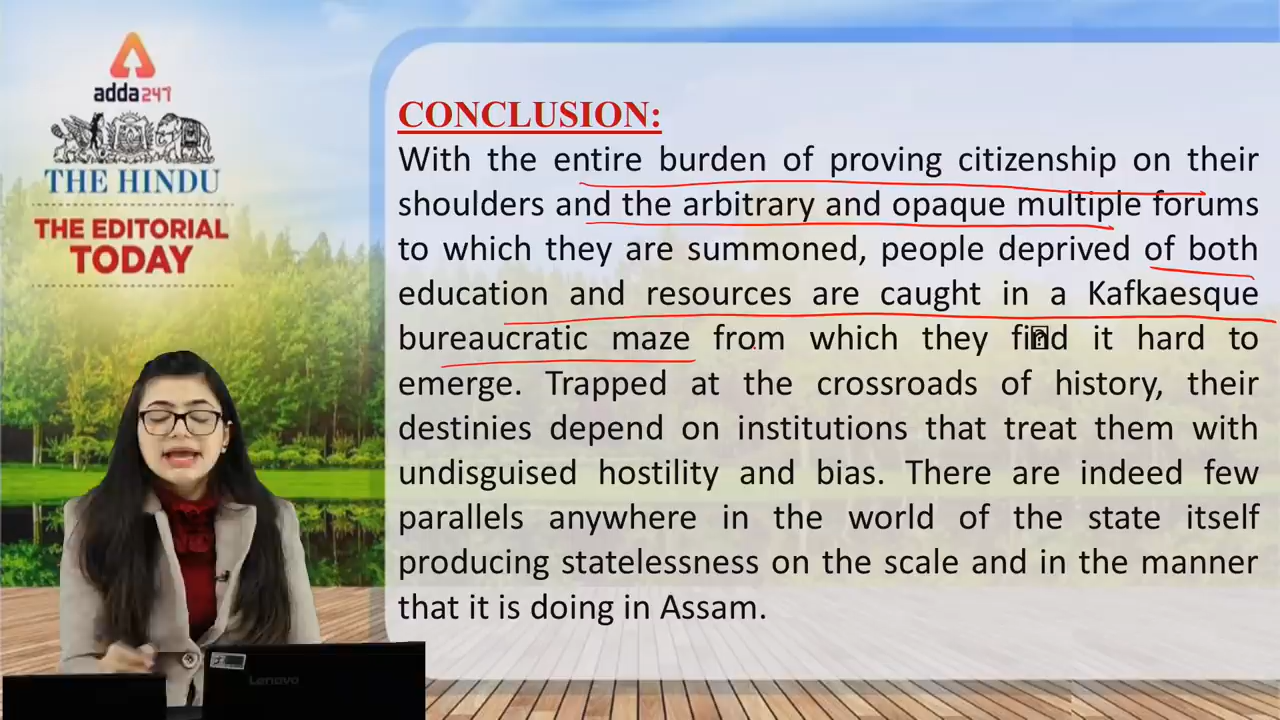 adda247
THE HINDU
THE EDITORIAL
TODAY
CONCLUSION:
With the entire burden of proving citizenship on their
shoulders and the arbitrary and opaque multiple forums
to which they are summoned, people deprived of both
education and resources are caught in a Kafkaesque
bureaucratic maze from which they fi�nd it hard to
emerge. Trapped at the crossroads of history, their
destinies depend on institutions that treat them with
undisguised hostility and bias. There are indeed few
parallels anywhere in the world of the state itself
producing statelessness on the scale and in the manner
that it is doing in Assam.
Lenovo